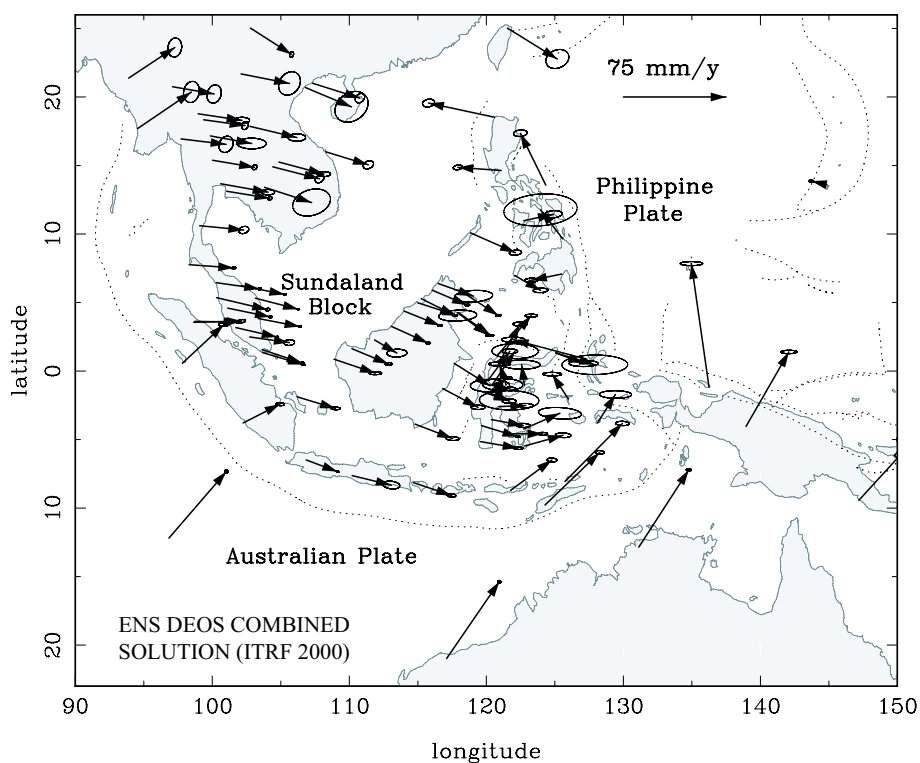 75 mm/y
Philippine
Plate
Sundaland
Block
Australian Plate
ENS DEOS COMBINED
SOLUTION (ITRF 2000)
20
10
0
10
20
latitude
90 100 110 120 130 140 150
longitude